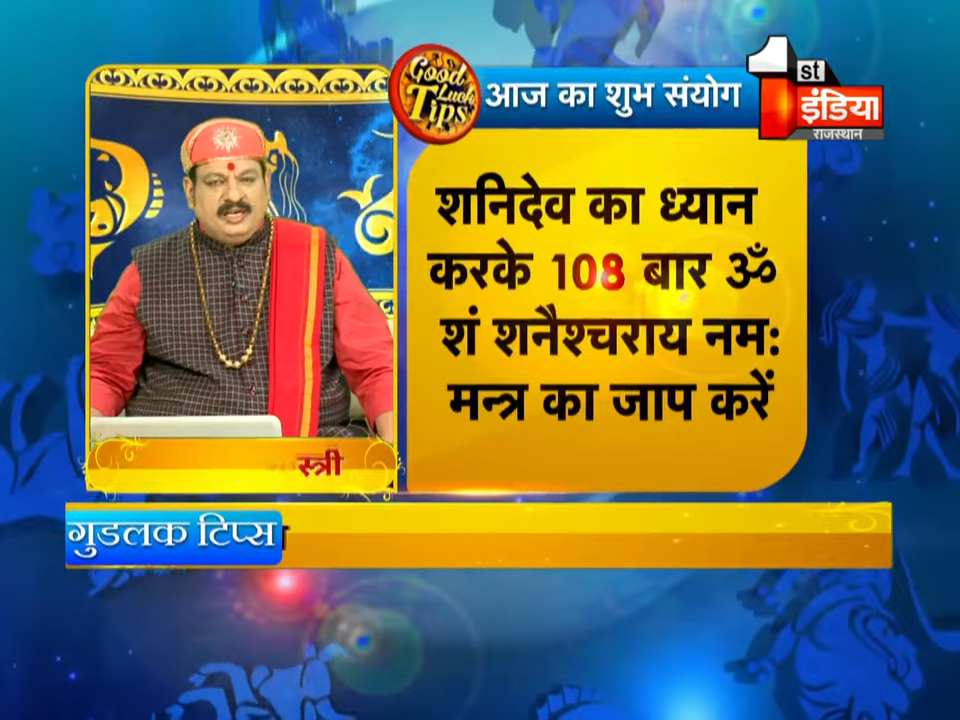 Good
Luck
Tips
आज का शुभ संयोग
1st
इंडिया
राजस्थान
शनिदेव का ध्यान
करके 108 बार ॐ
शं शनैश्चराय नम:
मन्त्र का जाप करें
स्त्री
गुडलक टिप्स